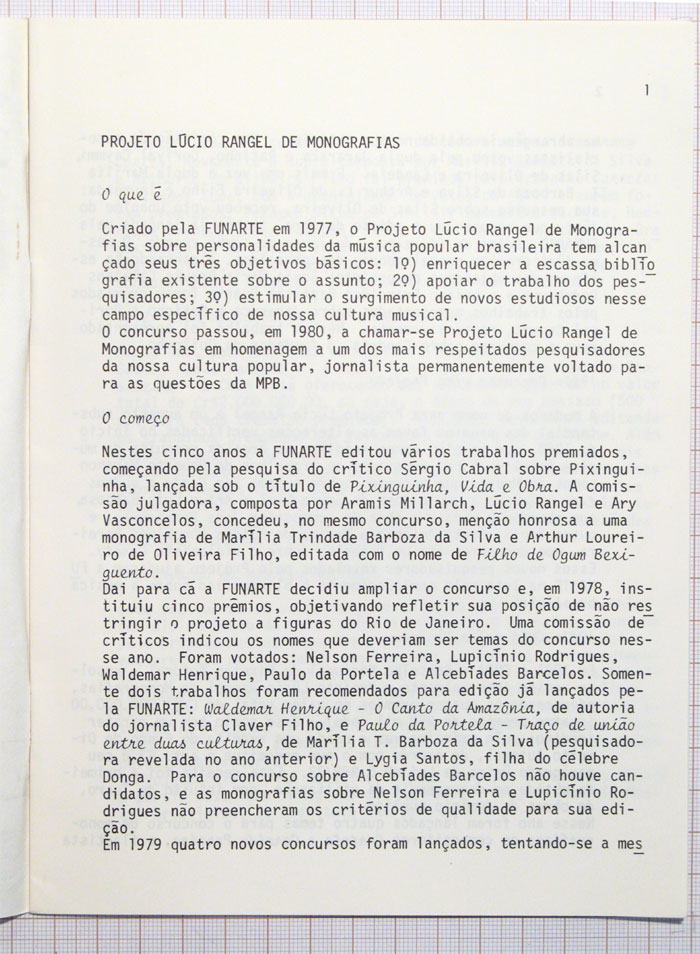 1
PROJETO LÚCIO RANGEL DE MONOGRAFIAS
O que é
Criado pela FUNARTE em 1977, o Projeto Lúcio Rangel de Monogra-
fias sobre personalidades da música popular brasileira tem alcan
çado seus três objetivos básicos: 1º) enriquecer a escassa biblio
grafia existente sobre o assunto; 2º) apoiar o trabalho dos pes-
quisadores; 3º) estimular o surgimento de novos estudiosos nesse
campo específico de nossa cultura musical.
O concurso passou, em 1980, a chamar-se Projeto Lúcio Rangel de
Monografias em homenagem a um dos mais respeitados pesquisadores
da nossa cultura popular, jornalista permanentemente voltado pa-
ra as questões da MPB.
O começo
Nestes cinco anos a FUNARTE editou vários trabalhos premiados,
começando pela pesquisa do crítico Sérgio Cabral sobre Pixingui-
nha, lançada sob o título de Pixinguinha, Vida e Obra. A comis-
são julgadora, composta por Aramis Millarch, Lúcio Rangel e Ary
Vasconcelos, concedeu, no mesmo concurso, menção honrosa a uma
monografia de Marília Trindade Barboza da Silva e Arthur Lourei-
ro de Oliveira Filho, editada com o nome de Filho de Ogum Bexi-
guento.
Dai para cá a FUNARTE decidiu ampliar o concurso e, em 1978, ins-
tituiu cinco prêmios, objetivando refletir sua posição de não res
tringir o projeto a figuras do Rio de Janeiro. Uma comissão de
críticos indicou os nomes que deveriam ser temas do concurso nes-
se ano. Foram votados: Nelson Ferreira, Lupicínio Rodrigues,
Waldemar Henrique, Paulo da Portela e Alcebíades Barcelos. Somen-
te dois trabalhos foram recomendados para edição já lançados pe-
la FUNARTE: Waldemar Henrique - O Canto da Amazônia, de autoria
do jornalista Claver Filho, e Paulo da Portela - Traço de união
entre duas culturas, de Marília T. Barboza da Silva (pesquisado-
ra revelada no ano anterior) e Lygia Santos, filha do célebre
Donga. Para o concurso sobre Alcebíades Barcelos não houve can-
didatos, e as monografias sobre Nelson Ferreira e Lupicínio Ro-
drigues não preencheram os critérios de qualidade para sua edi-
ção.
Em 1979 quatro novos concursos foram lançados, tentando-se a mes